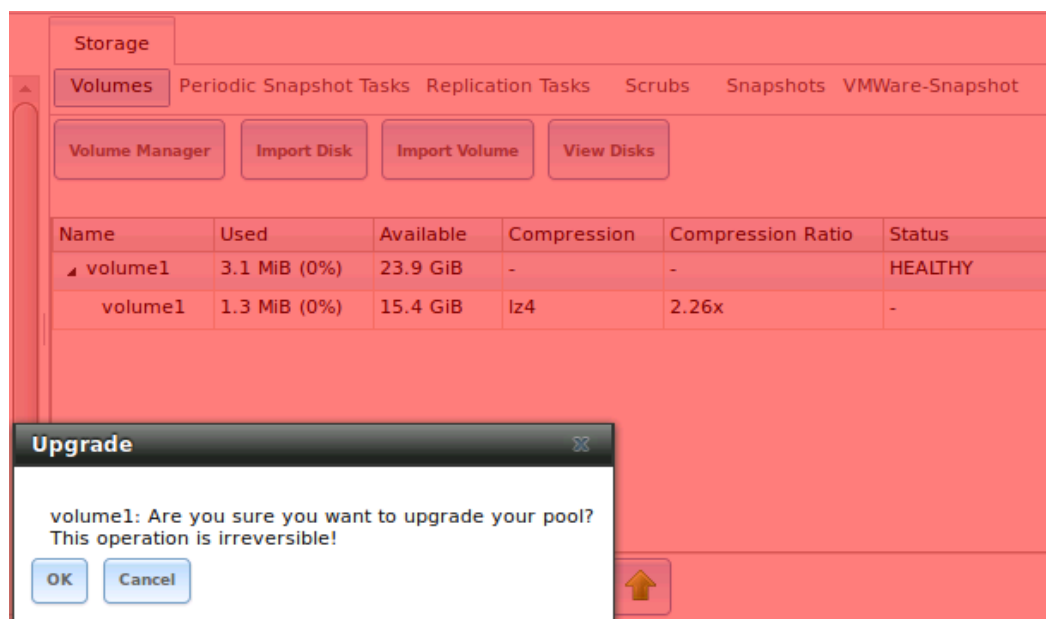 Storage
Volumes Periodic Snapshot Tasks Replication Tasks Scrubs Snapshots VMWare-Snapshot
Volume Manager Import Disk Import Volume View Disks
Name Used Available Compression Compression Ratio Status
volume1 3.1 MiB (0%) 23.9 GiB - - HEALTHY
volume1 1.3 MiB (0%) 15.4 GiB lz4 2.26x -
Upgrade
volume1: Are you sure you want to upgrade your pool?
This operation is irreversible!
OK Cancel